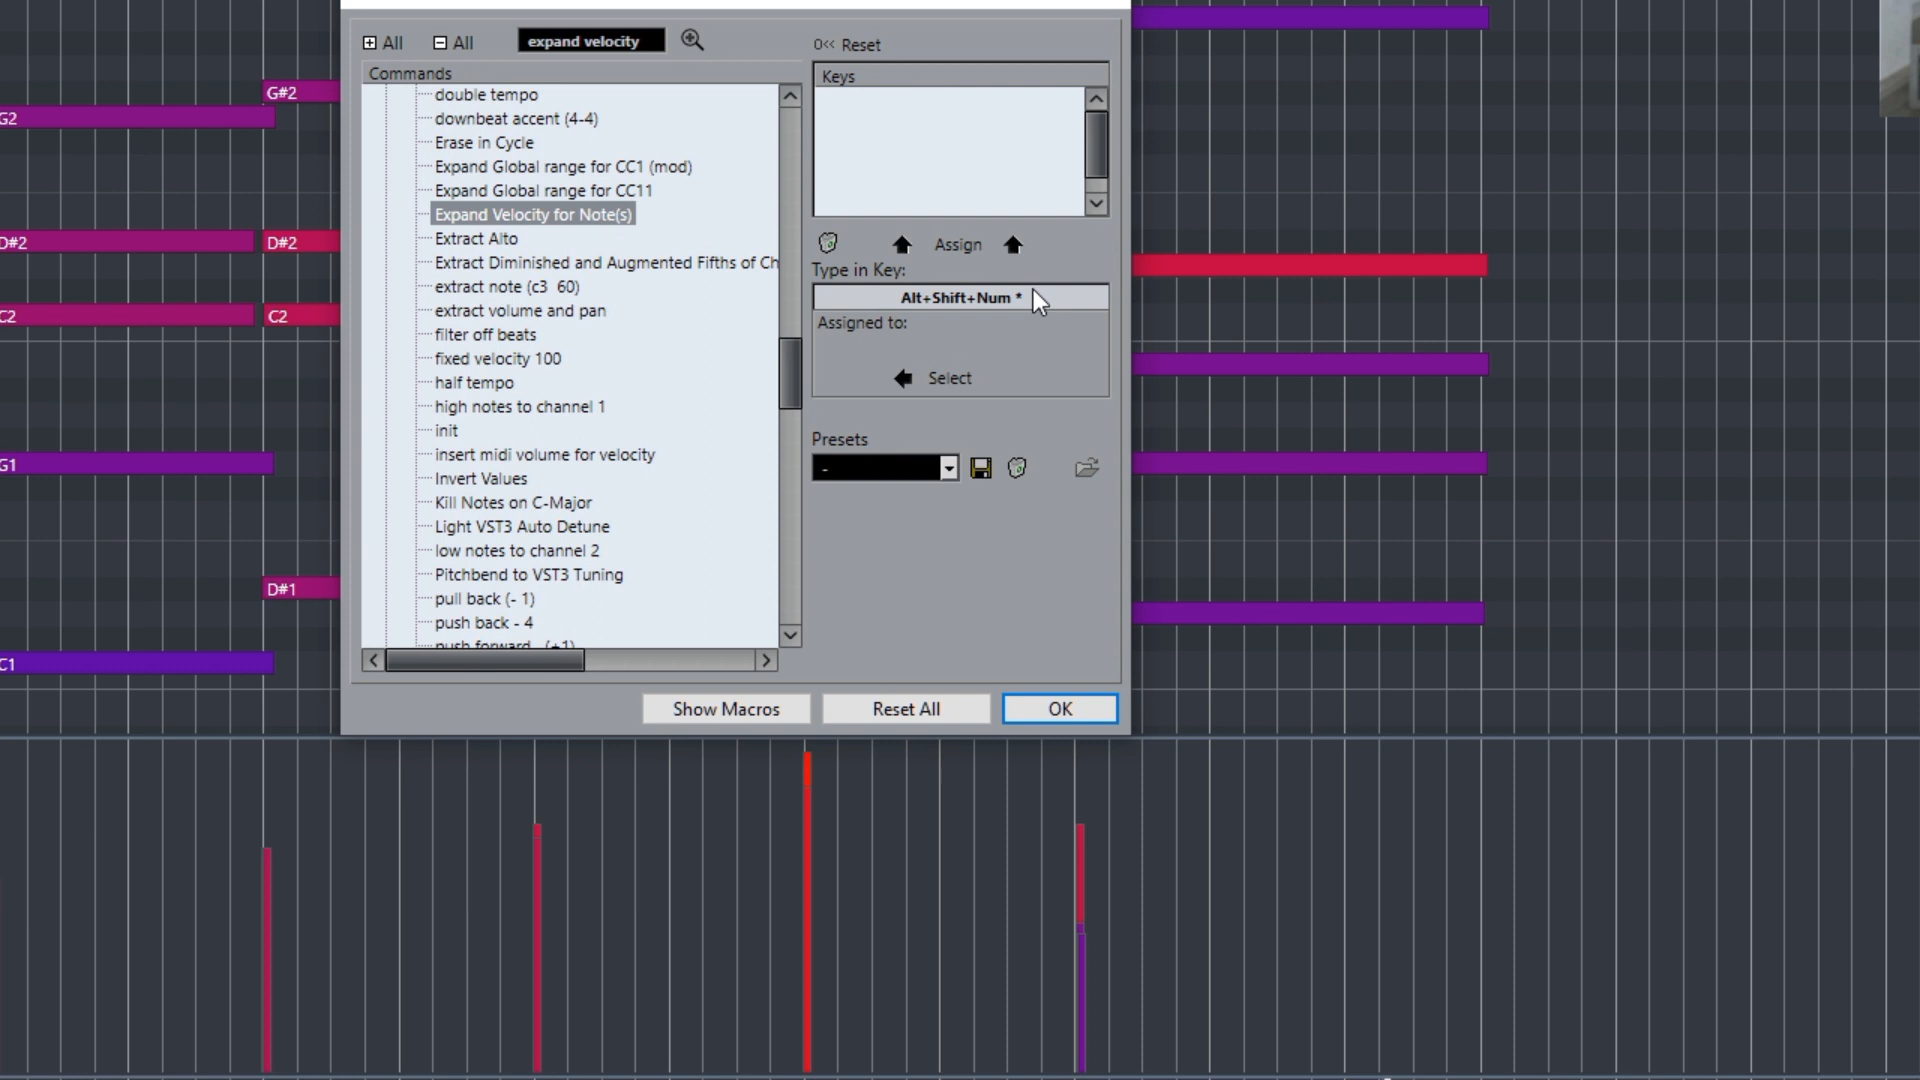 All
All
expand velocity
0<< Reset
Commands
Keys
double tempo
downbeat accent (4-4)
Erase in Cycle
Expand Global range for CC1 (mod)
Expand Global range for CC11
Expand Velocity for Note(s)
Extract Alto
Extract Diminished and Augmented Fifths of Ch
extract note (c3 60)
extract volume and pan
filter off beats
fixed velocity 100
half tempo
high notes to channel 1
init
insert midi volume for velocity
Invert Values
Kill Notes on C-Major
Light VST3 Auto Detune
low notes to channel 2
Pitchbend to VST3 Tuning
pull back (- 1)
push back - 4
push forward (+1)
Assign
Type in Key:
Alt+Shift+Num *
Assigned to:
Select
Presets
-
Show Macros
Reset All
OK
G#2
G2
D#2
D#2
C2
C2
G1
D#1
C1